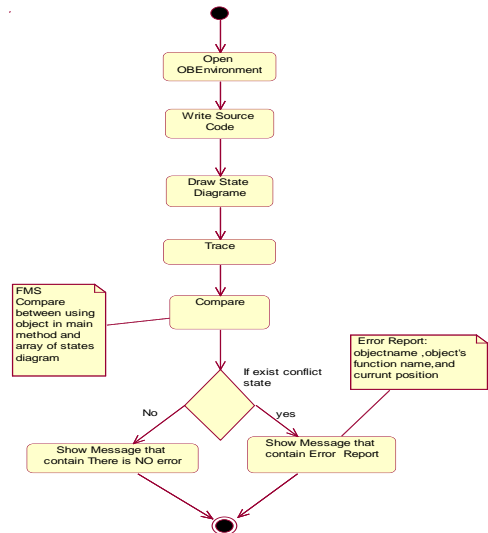 Open
OBEnvironment
Write Source
Code
Draw State
Diagrame
Trace
FMS
Compare
between using
object in main
method and
array of states
diagram
Compare
If exist conflict
state
Error Report:
objectname ,object's
function name,and
currunt position
No
yes
Show Message that
contain There is NO error
Show Message that
contain Error Report